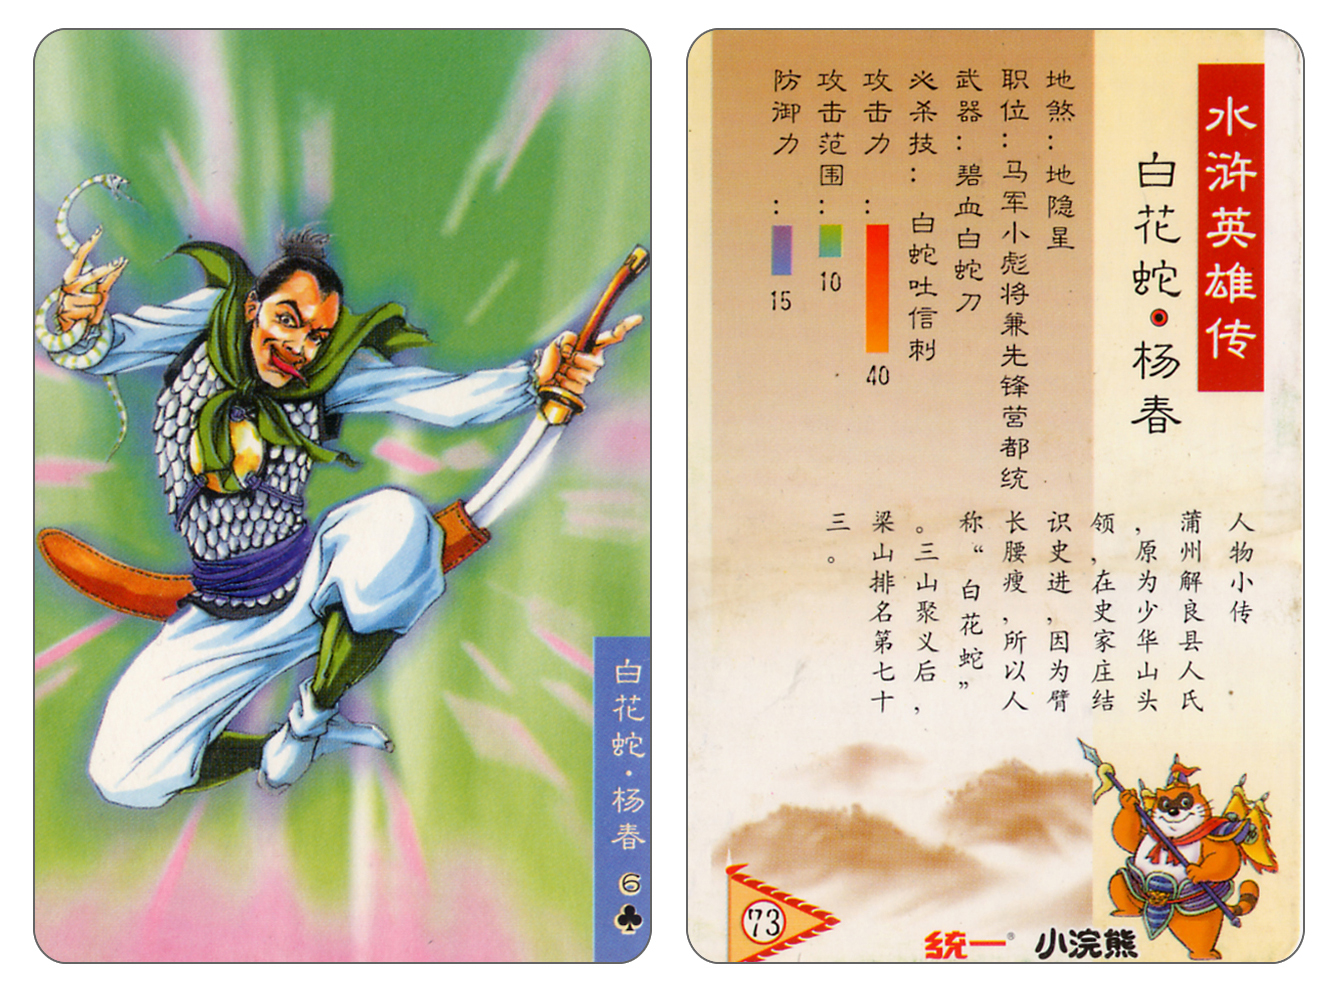 白花蛇·杨春
6
水浒英雄传
白花蛇·杨春
地煞:地隐星
职位:马军小彪将兼先锋营都统
武器:碧血白蛇刀
必杀技:白蛇吐信刺
攻击力:40
攻击范围:10
防御力:15
人物小传
蒲州解良县人氏
,原为少华山头
领,在史家庄结
识史进,因为臂
长腰瘦,所以人
称“白花蛇”
。三山聚义后,
梁山排名第七十
三。
73
统一® 小浣熊